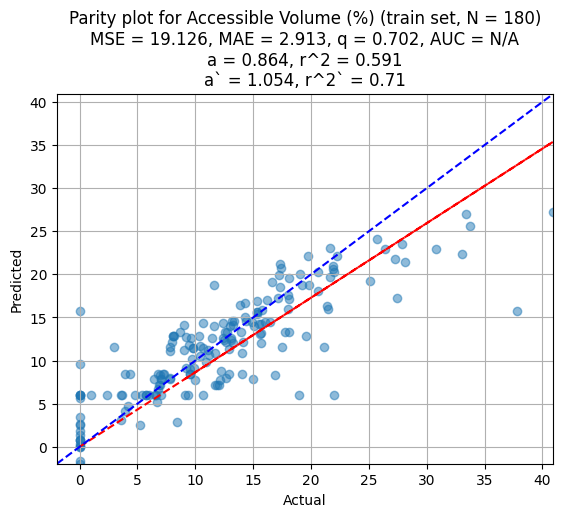 Parity plot for Accessible Volume (%) (train set, N = 180)
MSE = 19.126, MAE = 2.913, q = 0.702, AUC = N/A
a = 0.864, r^2 = 0.591
a` = 1.054, r^2` = 0.71
40
35
30
25
20
15
10
5
0
Predicted
0 5 10 15 20 25 30 35 40
Actual